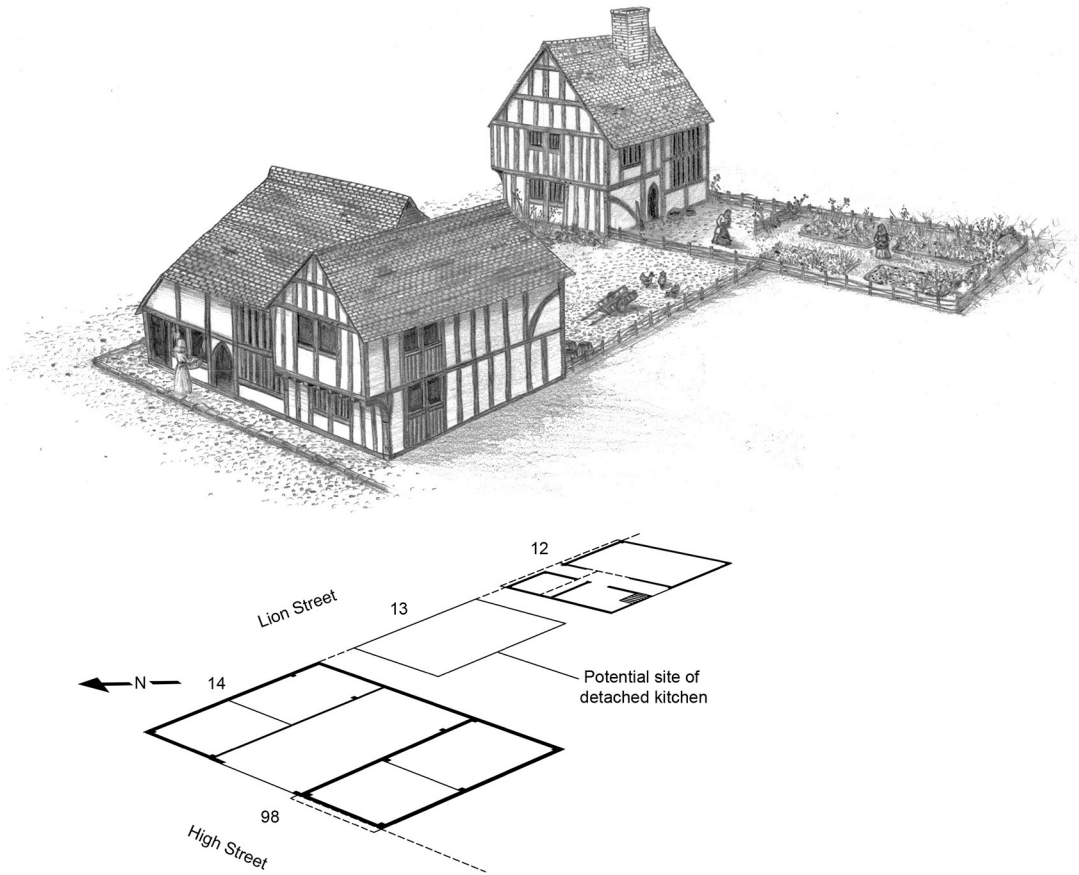 12
13
Lion Street
Potential site of
detached kitchen
N
14
98
High Street